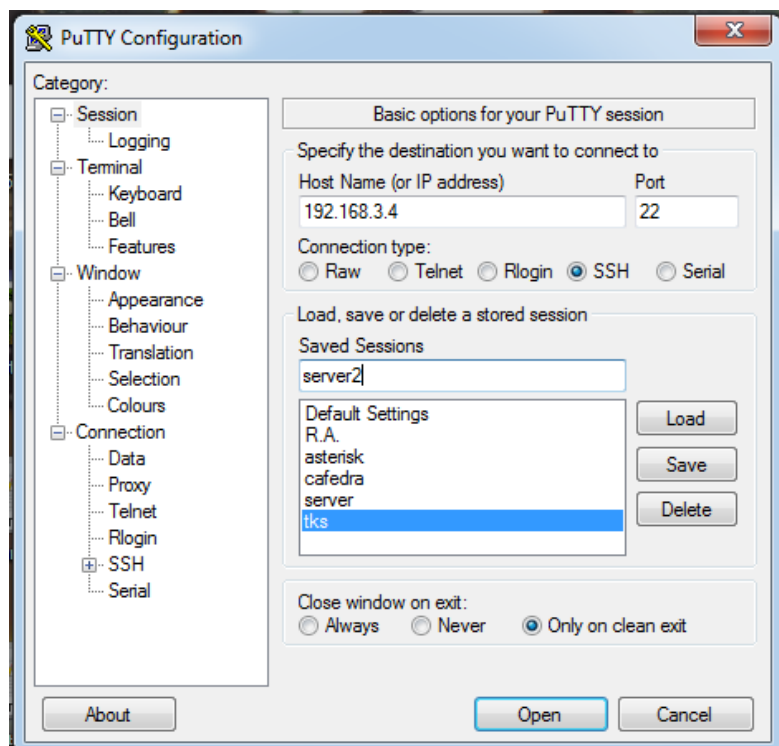 PuTTY Configuration
Category:
Session
Logging
Terminal
Keyboard
Bell
Features
Window
Appearance
Behaviour
Translation
Selection
Colours
Connection
Data
Proxy
Telnet
Rlogin
SSH
Serial
Basic options for your PuTTY session
Specify the destination you want to connect to
Host Name (or IP address) Port
192.168.3.4 22
Connection type:
Raw Telnet Rlogin SSH Serial
Load, save or delete a stored session
Saved Sessions
server2
Default Settings
R.A.
asterisk
cafedra
server
tks
Load
Save
Delete
Close window on exit:
Always Never Only on clean exit
About Open Cancel